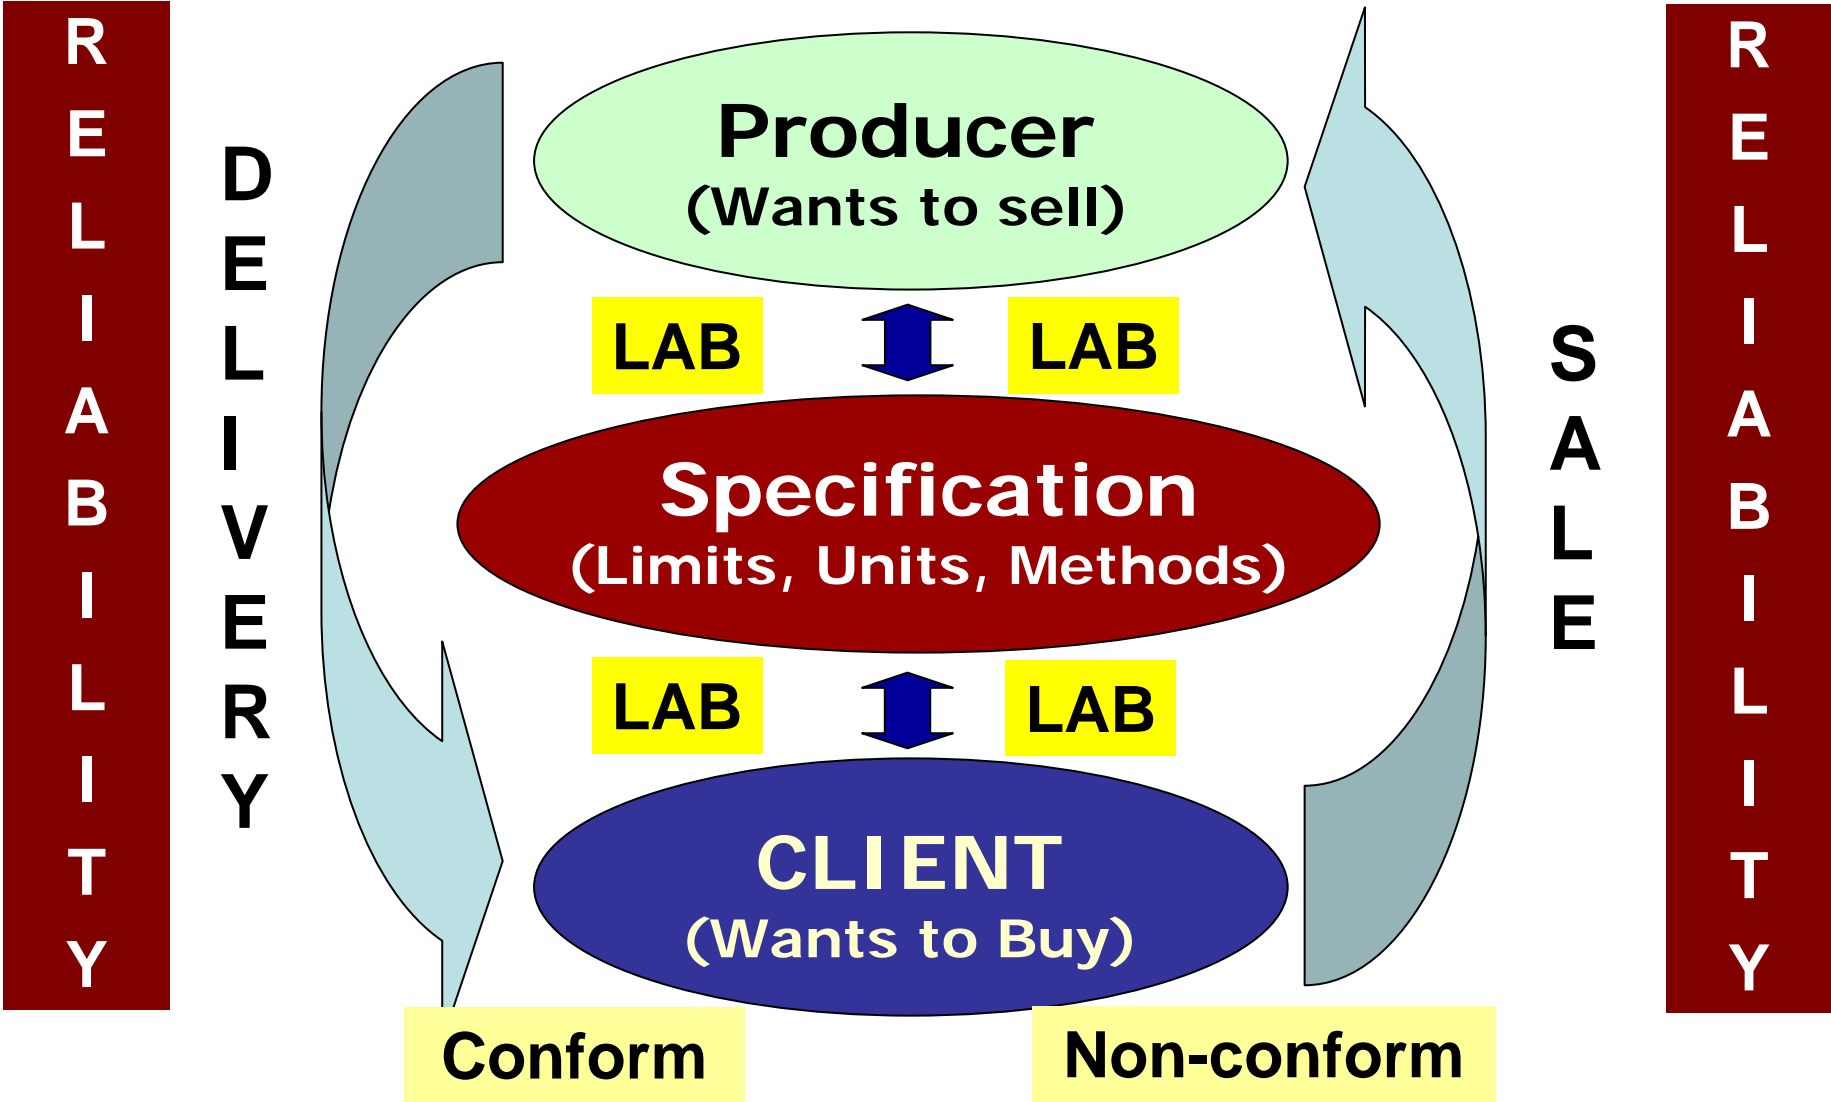 RELIABILITY
DELIVERY
Producer
(Wants to sell)
LAB
LAB
Specification
(Limits, Units, Methods)
LAB
LAB
CLIENT
(Wants to Buy)
Conform
Non-conform
SALE
RELIABILITY